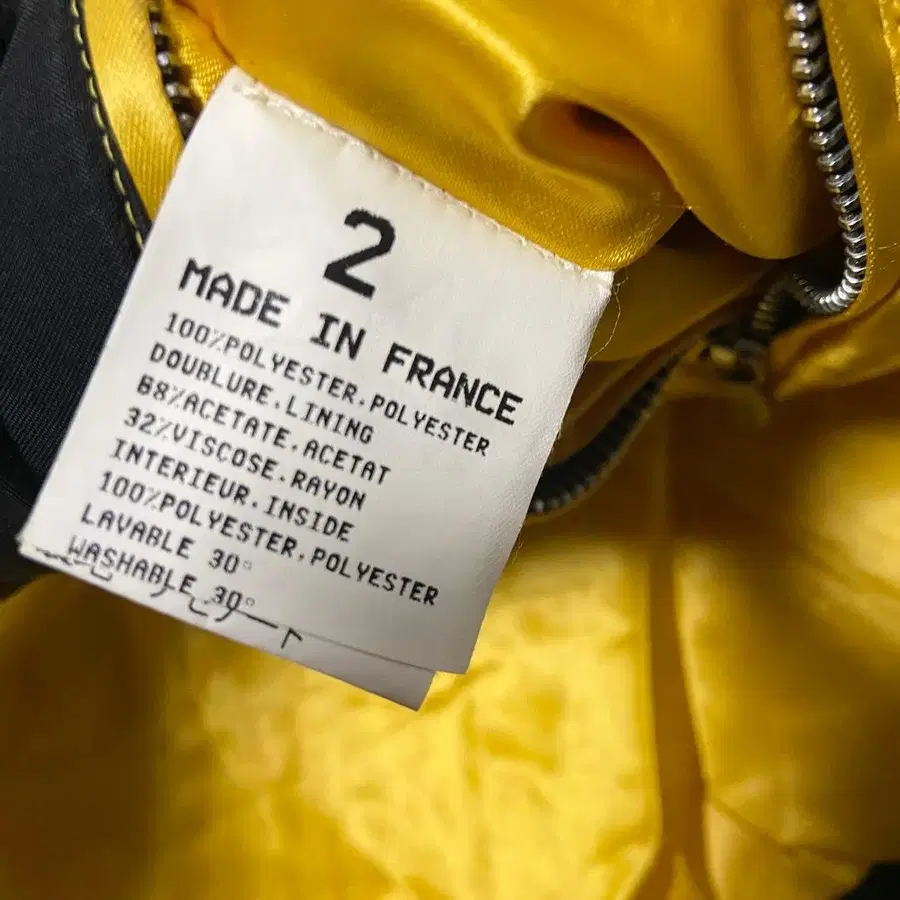 2
MADE IN FRANCE
100%POLYESTER.POLYESTER
DOUBLURE.LINING
68%ACETATE.ACETAT
32%VISCOSE.RAYON
INTERIEUR.INSIDE
100%POLYESTER.POLYESTER
LAVABLE 30°
WASHABLE 30°